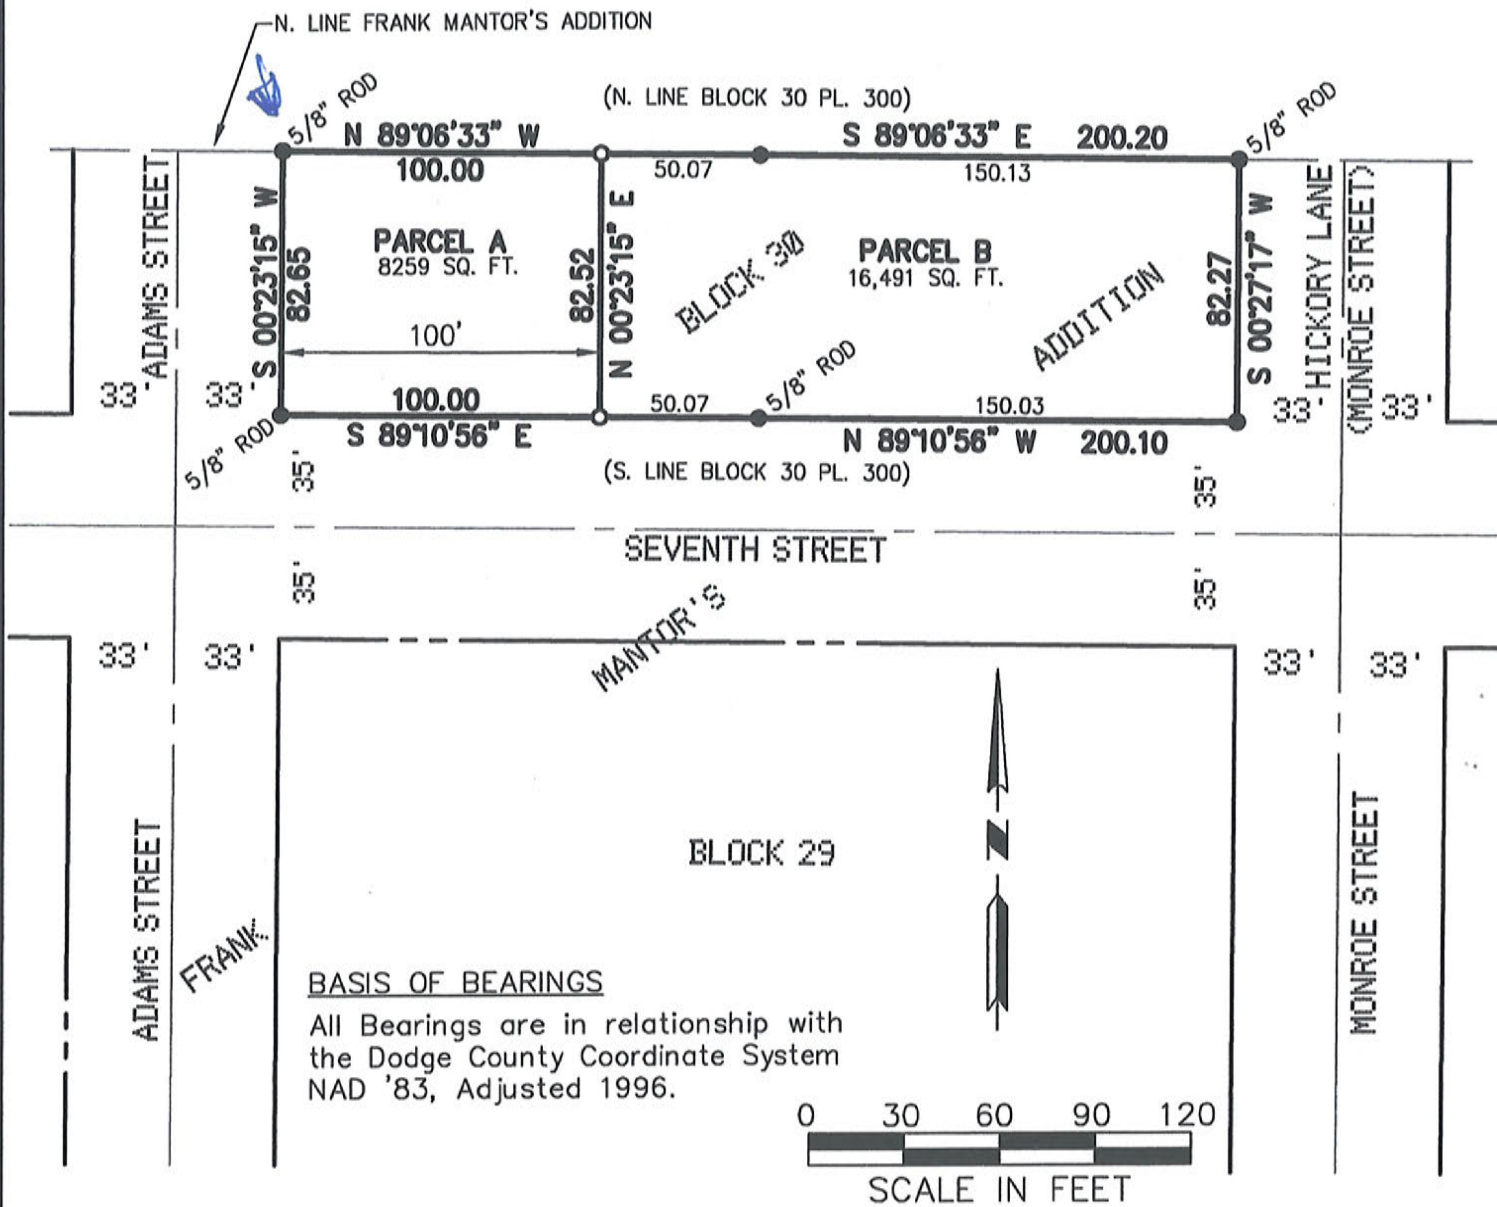 N. LINE FRANK MANTOR'S ADDITION
5/8" ROD
(N. LINE BLOCK 30 PL. 300)
5/8" ROD
N 89°06'33" W
S 89°06'33" E 200.20
100.00
50.07
150.13
ADAMS STREET
S 00°23'15" W
82.65
PARCEL A
8259 SQ. FT.
82.52
N 00°23'15" E
BLOCK 30
PARCEL B
16,491 SQ. FT.
ADDITION
82.27
S 00°27'17" W
HICKORY LANE
(MONROE STREET)
100'
33'
33'
100.00
50.07
5/8" ROD
150.03
33'
33'
5/8" ROD
S 89°10'56" E
N 89°10'56" W 200.10
35'
(S. LINE BLOCK 30 PL. 300)
35'
SEVENTH STREET
35'
35'
MANTOR'S
33'
33'
33'
33'
BLOCK 29
N
ADAMS STREET
FRANK
MONROE STREET
BASIS OF BEARINGS
All Bearings are in relationship with
the Dodge County Coordinate System
NAD '83, Adjusted 1996.
0 30 60 90 120
SCALE IN FEET